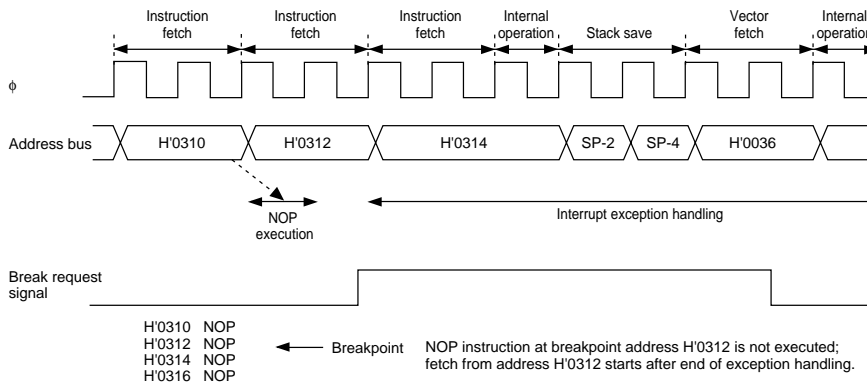 Instruction fetch
Instruction fetch
Instruction fetch
Internal operation
Stack save
Vector fetch
Internal operation
ϕ
Address bus
H'0310
H'0312
H'0314
SP-2
SP-4
H'0036
NOP execution
Interrupt exception handling
Break request signal
H'0310 NOP
H'0312 NOP
H'0314 NOP
H'0316 NOP
Breakpoint
NOP instruction at breakpoint address H'0312 is not executed;
fetch from address H'0312 starts after end of exception handling.